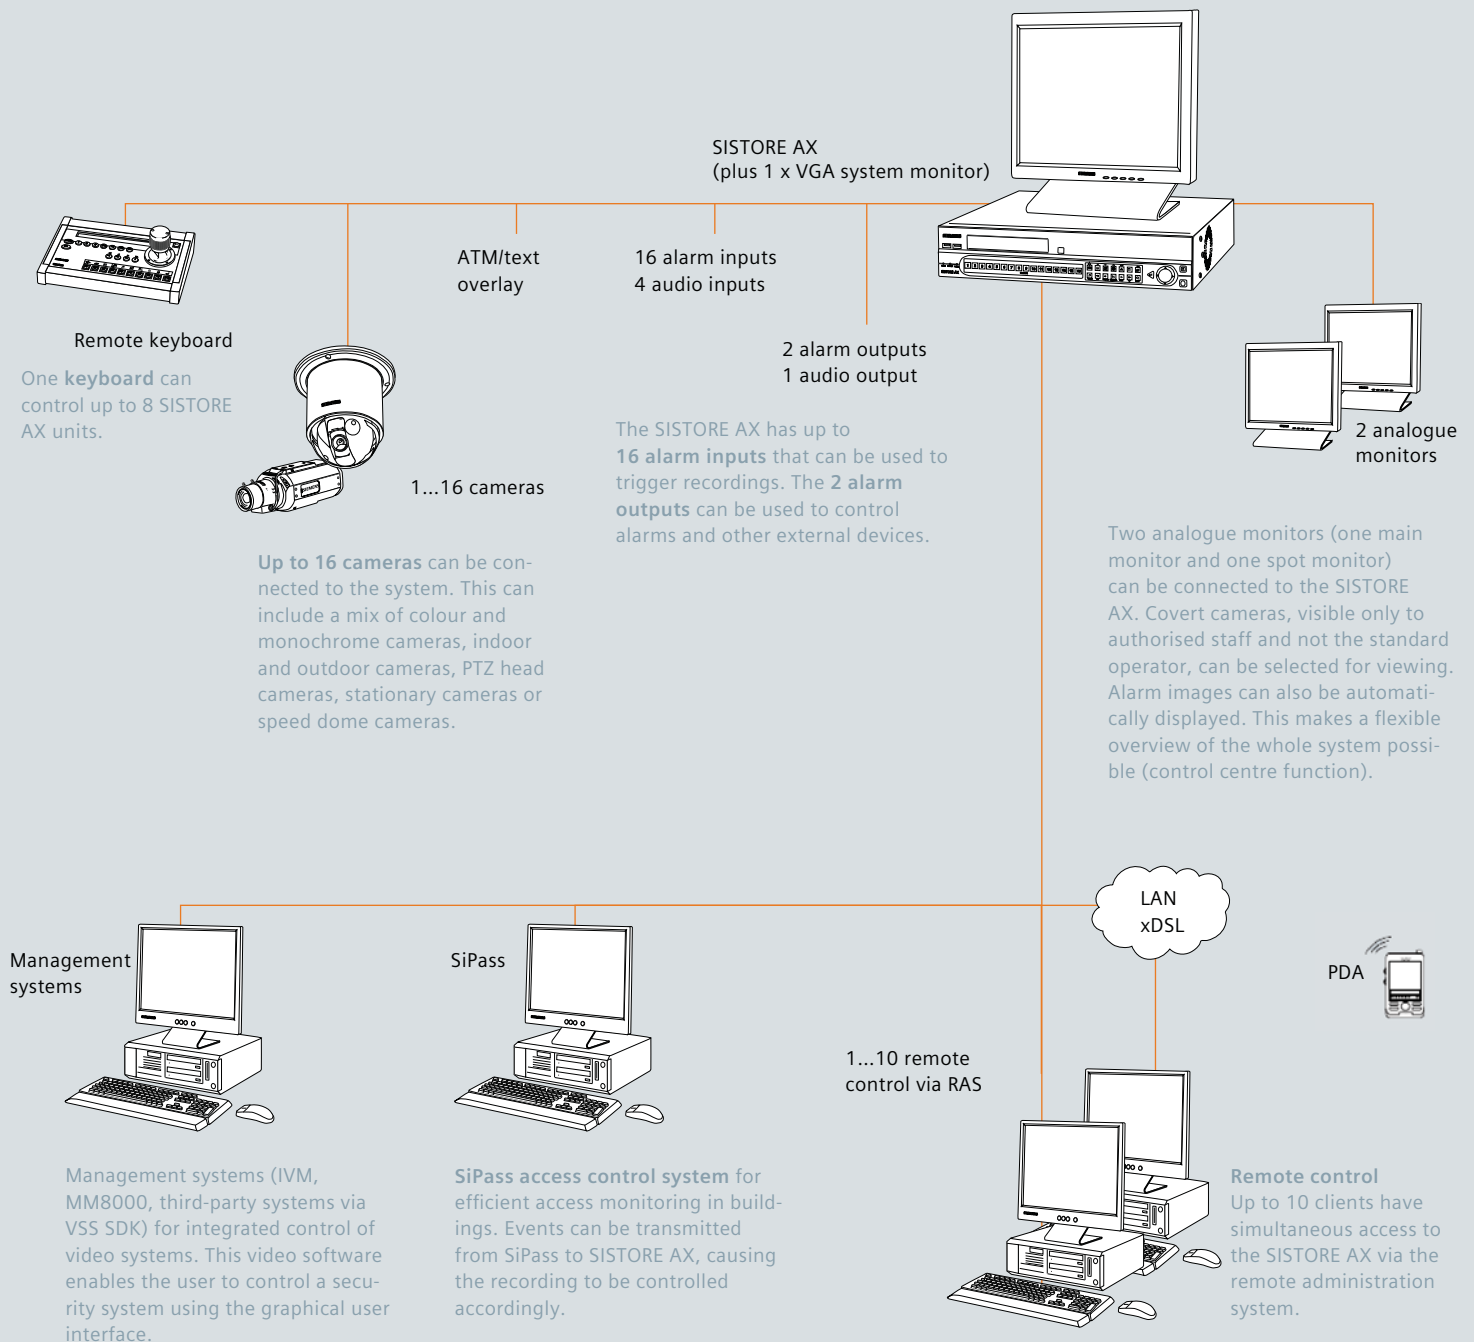 SISTORE AX
(plus 1 x VGA system monitor)
Remote keyboard
One keyboard can
control up to 8 SISTORE
AX units.
1...16 cameras
Up to 16 cameras can be con-
nected to the system. This can
include a mix of colour and
monochrome cameras, indoor
and outdoor cameras, PTZ head
cameras, stationary cameras or
speed dome cameras.
ATM/text
overlay
16 alarm inputs
4 audio inputs
2 alarm outputs
1 audio output
The SISTORE AX has up to
16 alarm inputs that can be used to
trigger recordings. The 2 alarm
outputs can be used to control
alarms and other external devices.
2 analogue
monitors
Two analogue monitors (one main
monitor and one spot monitor)
can be connected to the SISTORE
AX. Covert cameras, visible only to
authorised staff and not the standard
operator, can be selected for viewing.
Alarm images can also be automati-
cally displayed. This makes a flexible
overview of the whole system possi-
ble (control centre function).
LAN
xDSL
PDA
Management
systems
Management systems (IVM,
MM8000, third-party systems via
VSS SDK) for integrated control of
video systems. This video software
enables the user to control a secu-
rity system using the graphical user
interface.
SiPass
SiPass access control system for
efficient access monitoring in build-
ings. Events can be transmitted
from SiPass to SISTORE AX, causing
the recording to be controlled
accordingly.
1...10 remote
control via RAS
Remote control
Up to 10 clients have
simultaneous access to
the SISTORE AX via the
remote administration
system.